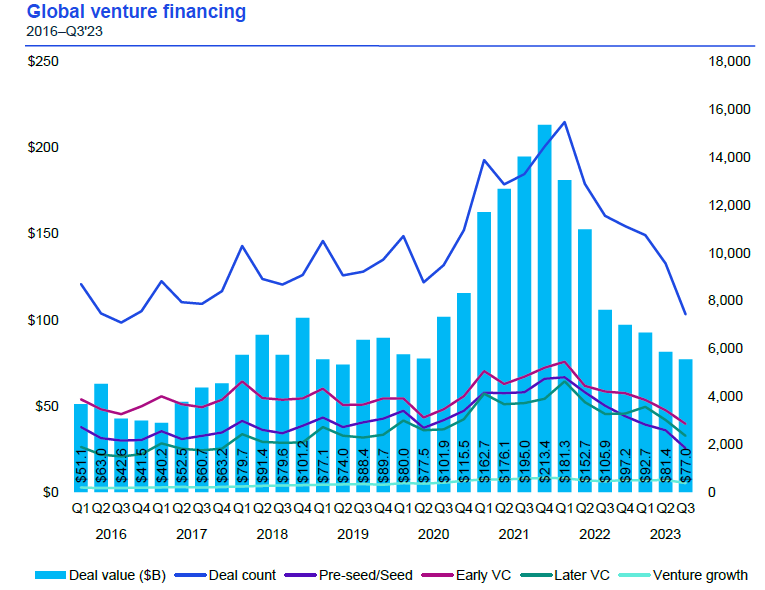 Global venture financing
2016–Q3'23
$250 18,000
16,000
$200
14,000
$150 12,000
10,000
$100 8,000
6,000
$50 4,000
2,000
$0 0
$51.1 $63.0 $42.6 $41.5 $40.2 $52.5 $60.7 $63.2 $79.7 $91.4 $79.6 $101.2 $77.1 $74.0 $88.4 $89.7 $80.0 $77.5 $101.9 $115.5 $162.7 $176.1 $195.0 $213.4 $181.3 $152.7 $105.9 $97.2 $92.7 $81.4 $77.0
Q1 Q2 Q3 Q4 Q1 Q2 Q3 Q4 Q1 Q2 Q3 Q4 Q1 Q2 Q3 Q4 Q1 Q2 Q3 Q4 Q1 Q2 Q3 Q4 Q1 Q2 Q3 Q4 Q1 Q2 Q3
2016 2017 2018 2019 2020 2021 2022 2023
Deal value ($B) Deal count Pre-seed/Seed Early VC Later VC Venture growth